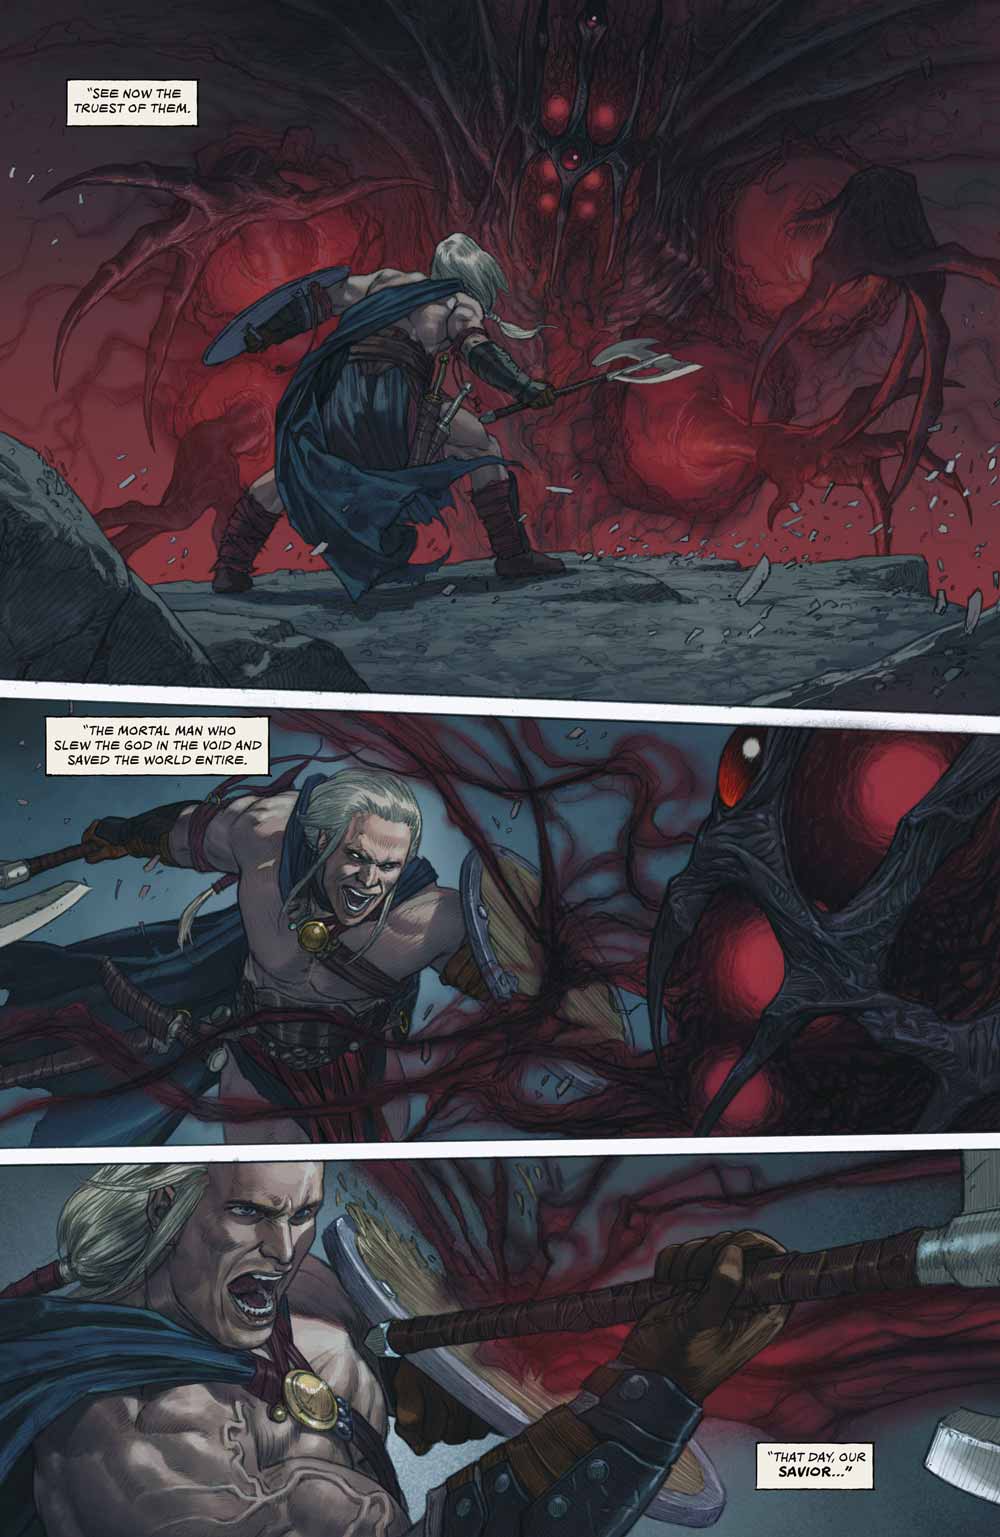 "SEE NOW THE
TRUEST OF THEM.
"THE MORTAL MAN WHO
SLEW THE GOD IN THE VOID AND
SAVED THE WORLD ENTIRE.
"THAT DAY, OUR
SAVIOR..."